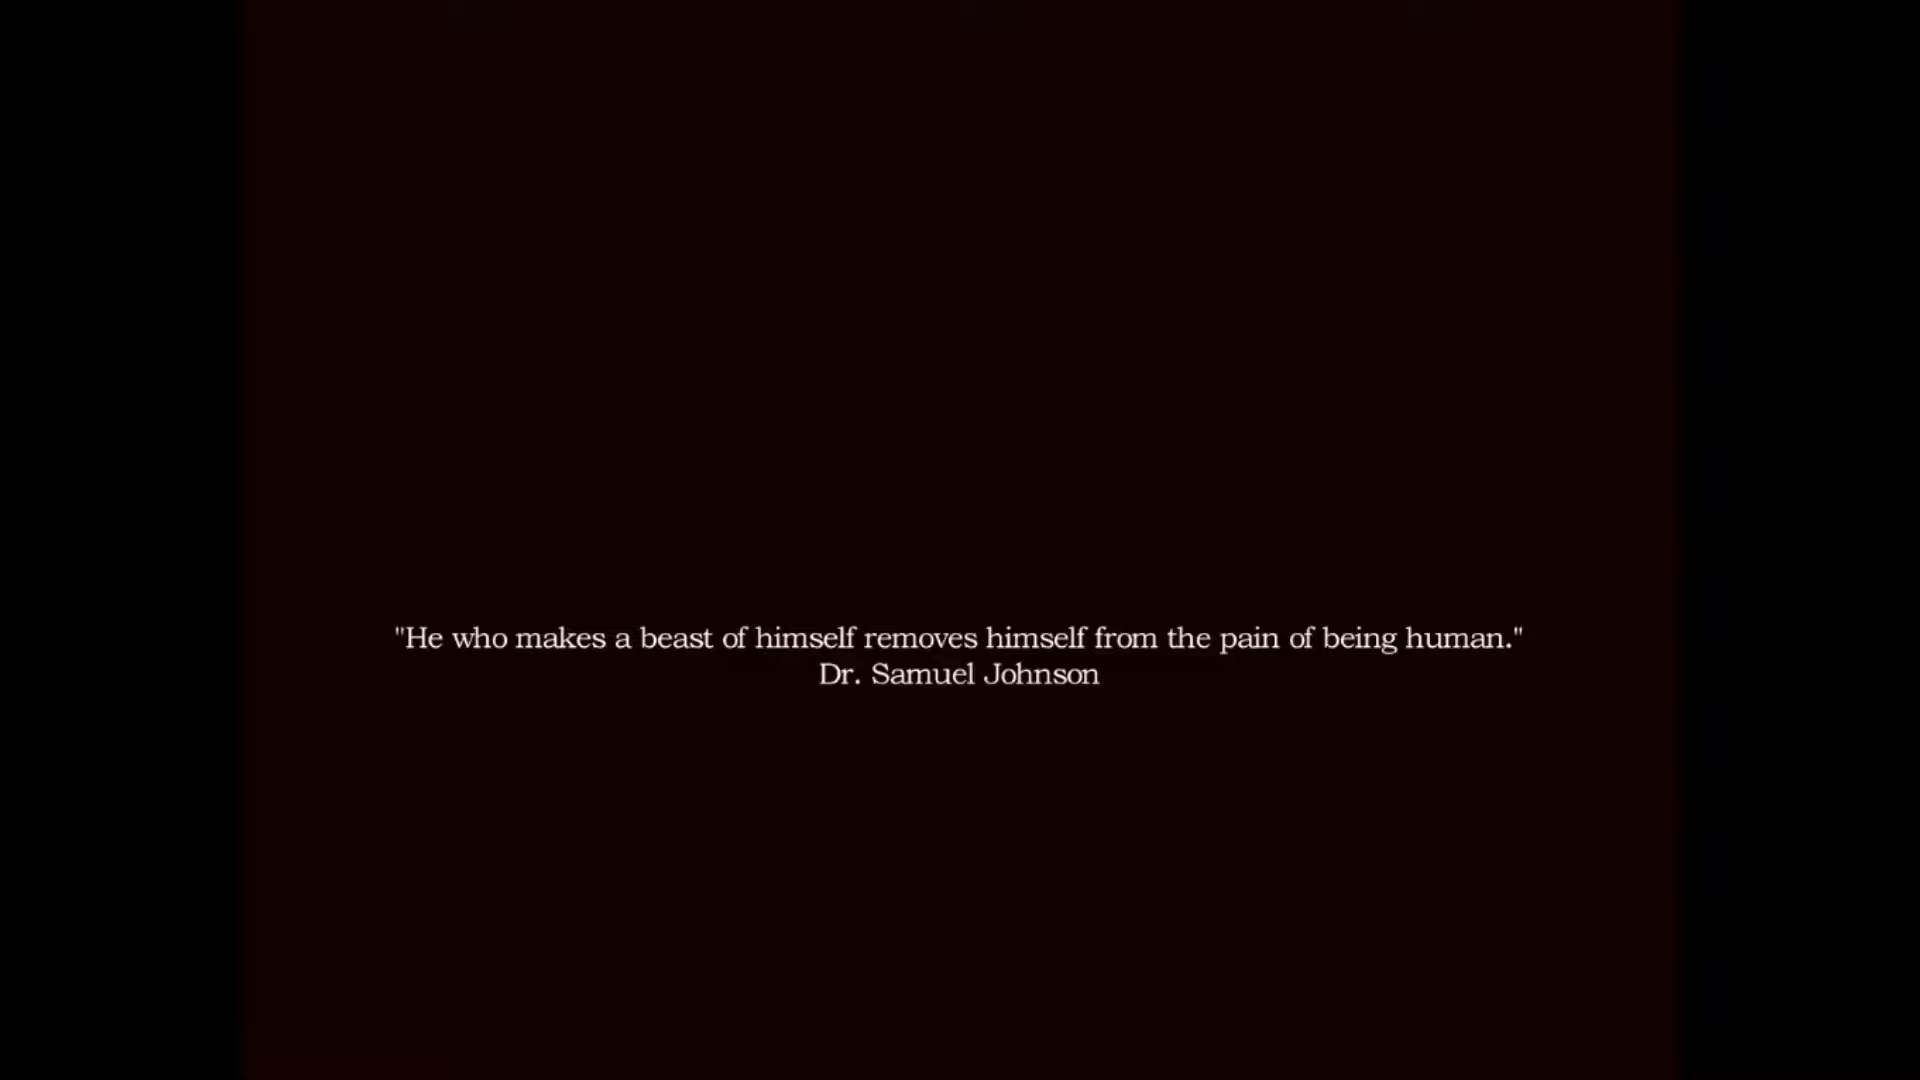 "He who makes a beast of himself removes himself from the pain of being human."
Dr. Samuel Johnson